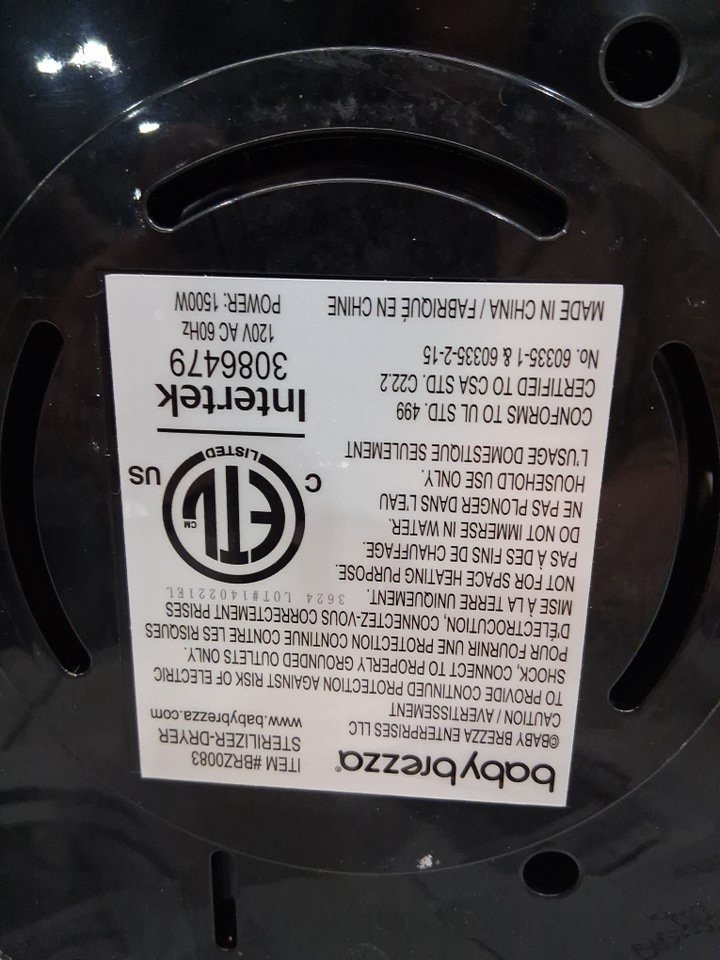 babybrezza®
ITEM #BRZ0083
STERILIZER-DRYER
©BABY BREZZA ENTERPRISES LLC
www.babybrezza.com
CAUTION / AVERTISSEMENT
TO PROVIDE CONTINUED PROTECTION AGAINST RISK OF ELECTRIC
SHOCK, CONNECT TO PROPERLY GROUNDED OUTLETS ONLY.
POUR FOURNIR UNE PROTECTION CONTINUE CONTRE LES RISQUES
D'ÉLECTROCUTION, CONNECTEZ-VOUS CORRECTEMENT PRISES
MISE À LA TERRE UNIQUEMENT.
3624 LOT#140221EL
NOT FOR SPACE HEATING PURPOSE.
PAS À DES FINS DE CHAUFFAGE.
DO NOT IMMERSE IN WATER.
NE PAS PLONGER DANS L'EAU
HOUSEHOLD USE ONLY.
L'USAGE DOMESTIQUE SEULEMENT
CONFORMS TO UL STD. 499
CERTIFIED TO CSA STD. C22.2
No. 60335-1 & 60335-2-15
MADE IN CHINA / FABRIQUÉ EN CHINE
ETL CM
LISTED
C US
Intertek
3086479
120V AC 60Hz
POWER: 1500W